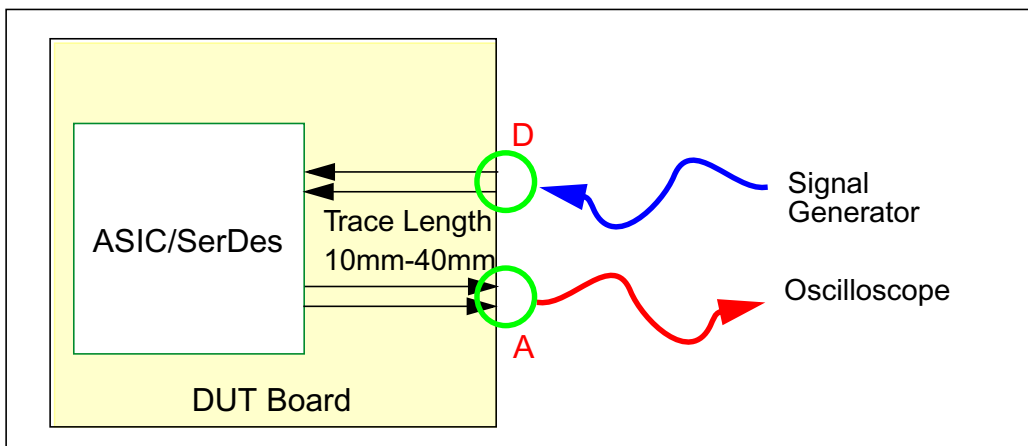 D
Signal
Generator
Trace Length
10mm-40mm
ASIC/SerDes
Oscilloscope
A
DUT Board